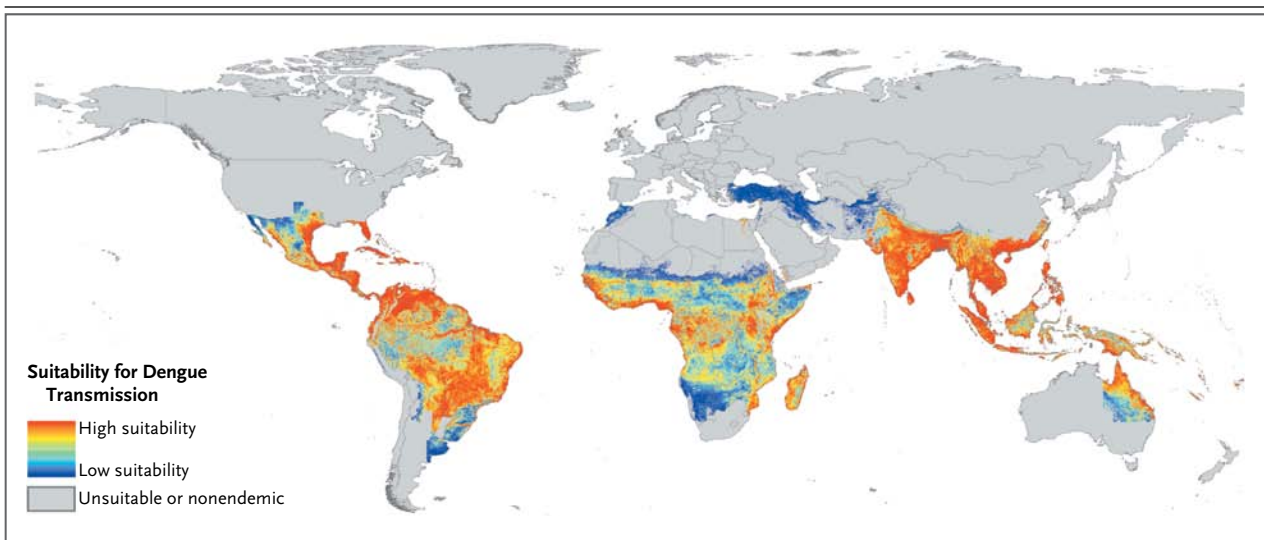 Suitability for Dengue
Transmission
High suitability
Low suitability
Unsuitable or nonendemic